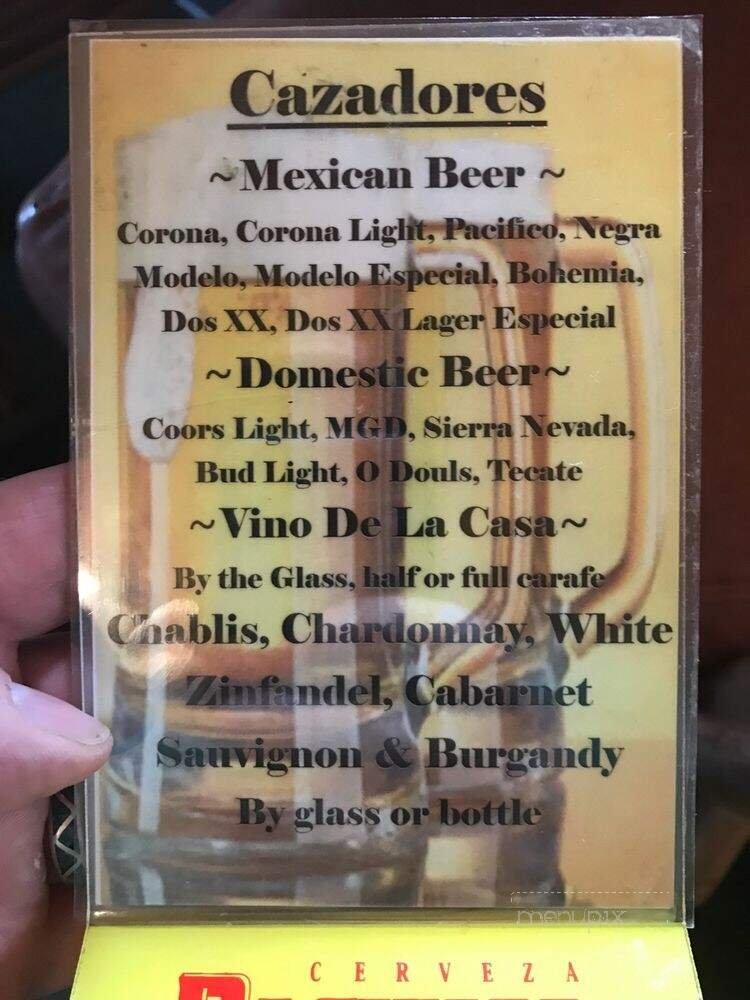 Cazadores
~Mexican Beer ~
Corona, Corona Light, Pacifico, Negra
Modelo, Modelo Especial, Bohemia,
Dos XX, Dos XX Lager Especial
~Domestic Beer~
Coors Light, MGD, Sierra Nevada,
Bud Light, O Douls, Tecate
~Vino De La Casa~
By the Glass, half or full carafe
Chablis, Chardonnay, White
Zinfandel, Cabarnet
Sauvignon & Burgandy
By glass or bottle
menupix
CERVEZA